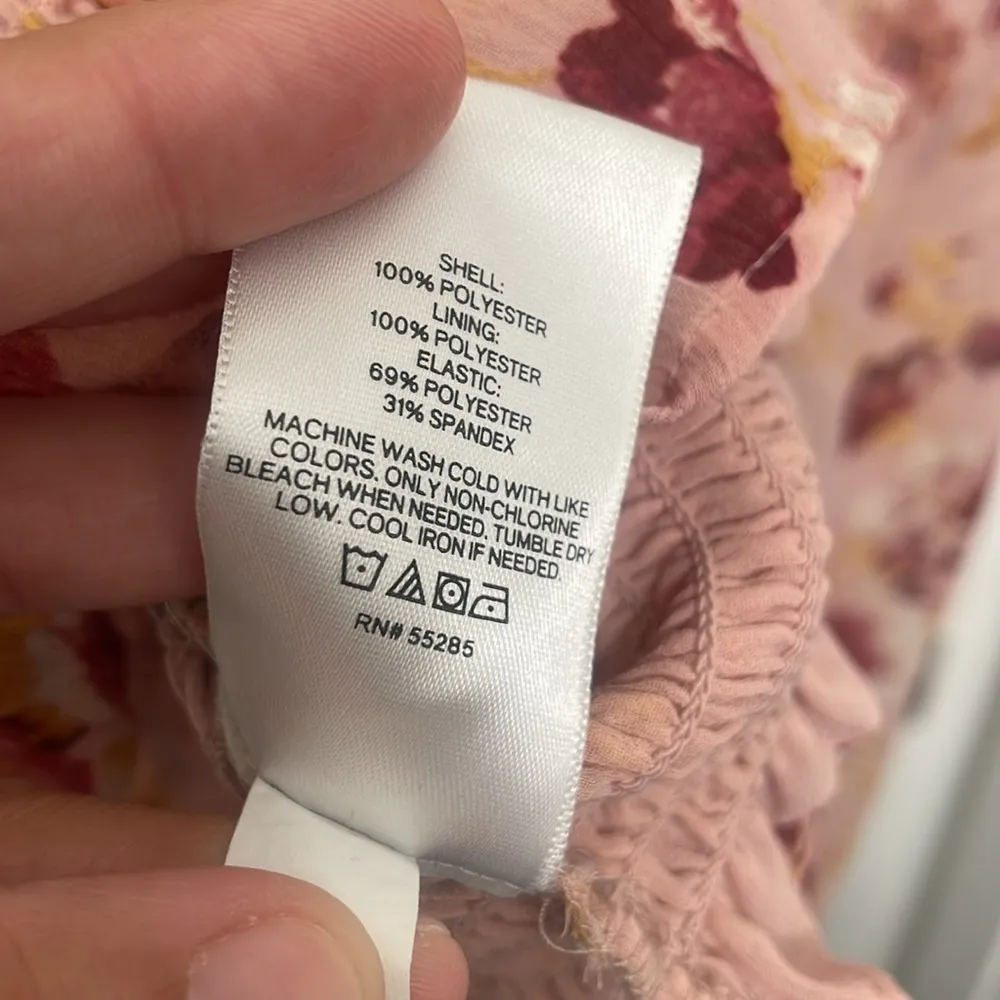 SHELL:
100% POLYESTER
LINING:
100% POLYESTER
ELASTIC:
69% POLYESTER
31% SPANDEX
MACHINE WASH COLD WITH LIKE
COLORS. ONLY NON-CHLORINE
BLEACH WHEN NEEDED. TUMBLE DRY
LOW. COOL IRON IF NEEDED.
RN# 55285